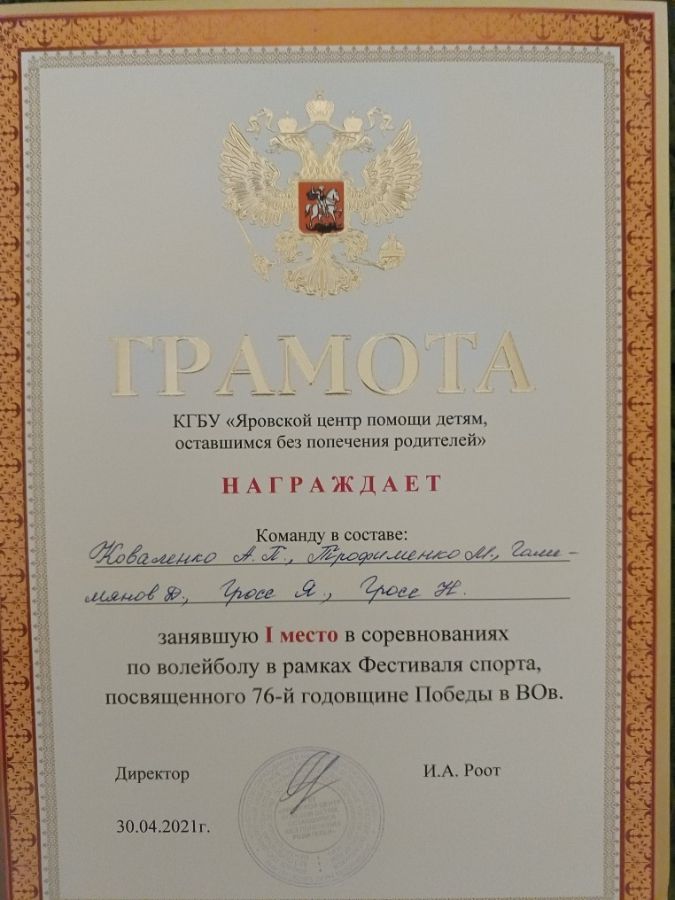 ГРАМОТА
КГБУ «Яровской центр помощи детям,
оставшимся без попечения родителей»
НАГРАЖДАЕТ
Команду в составе:
Коваленко А.П., Трофименко М., Гали-
мянов Д., Гросс Я., Гросс Н.
занявшую I место в соревнованиях
по волейболу в рамках Фестиваля спорта,
посвященного 76-й годовщине Победы в ВОв.
Директор И.А. Роот
30.04.2021г.